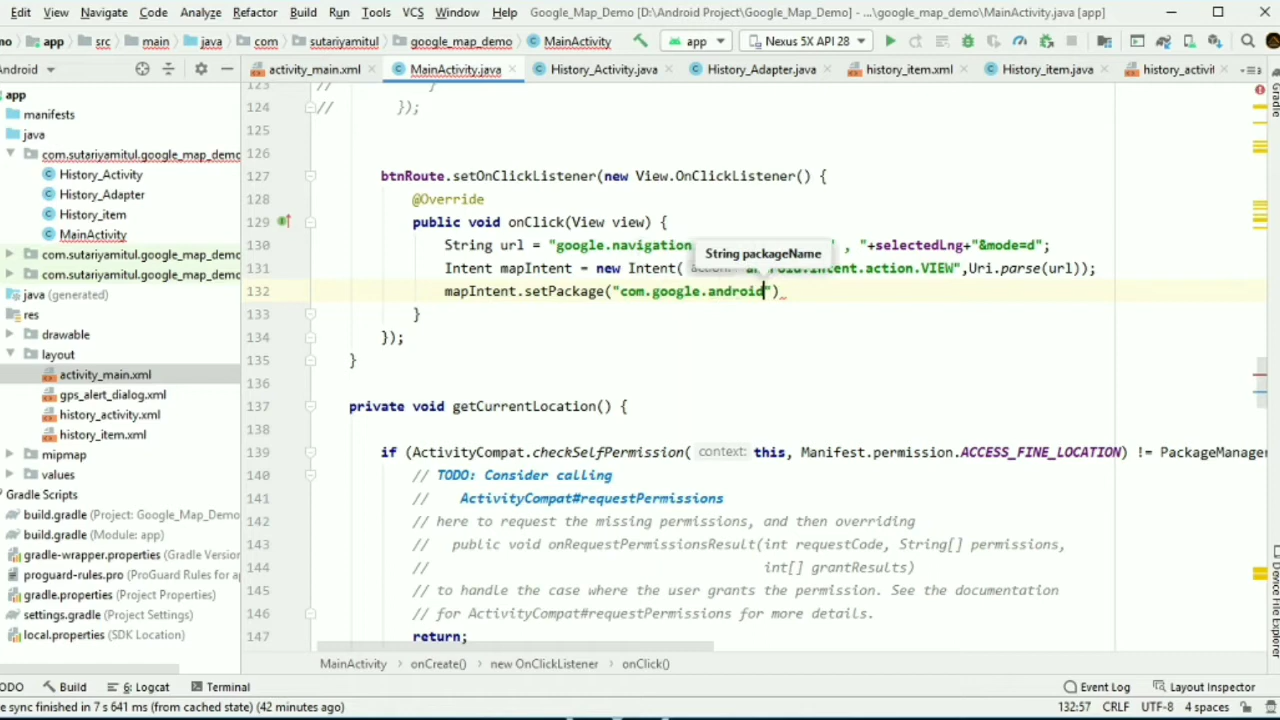 Edit View Navigate Code Analyze Refactor Build Run Tools VCS Window Help Google_Map_Demo [D:\Android Project\Google_Map_Demo] - ...\google_map_demo\MainActivity.java [app]
app src main java com sutariyamitul google_map_demo MainActivity app Nexus 5X API 28
Android activity_main.xml MainActivity.java History_Activity.java History_Adapter.java history_item.xml History_item.java history_activit
app
manifests
java
com.sutariyamitul.google_map_demo
History_Activity
History_Adapter
History_item
MainActivity
com.sutariyamitul.google_map_demo
com.sutariyamitul.google_map_demo
java (generated)
res
drawable
layout
activity_main.xml
gps_alert_dialog.xml
history_activity.xml
history_item.xml
mipmap
values
Gradle Scripts
build.gradle (Project: Google_Map_Demo
build.gradle (Module: app)
gradle-wrapper.properties (Gradle Version
proguard-rules.pro (ProGuard Rules for ap
gradle.properties (Project Properties)
settings.gradle (Project Settings)
local.properties (SDK Location)
123 // }
124 // });
125
126
127 btnRoute.setOnClickListener(new View.OnClickListener() {
128 @Override
129 public void onClick(View view) {
130 String url = "google.navigation " , "+selectedLng+"&mode=d";
String packageName
131 Intent mapIntent = new Intent( action: "android.intent.action.VIEW",Uri.parse(url));
132 mapIntent.setPackage("com.google.android")
133 }
134 });
135 }
136
137 private void getCurrentLocation() {
138
139 if (ActivityCompat.checkSelfPermission( context: this, Manifest.permission.ACCESS_FINE_LOCATION) != PackageManager
140 // TODO: Consider calling
141 // ActivityCompat#requestPermissions
142 // here to request the missing permissions, and then overriding
143 // public void onRequestPermissionsResult(int requestCode, String[] permissions,
144 // int[] grantResults)
145 // to handle the case where the user grants the permission. See the documentation
146 // for ActivityCompat#requestPermissions for more details.
147 return;
Gradle
Device File Explorer
MainActivity › onCreate() › new OnClickListener › onClick()
ODO Build 6: Logcat Terminal Event Log Layout Inspector
e sync finished in 7 s 641 ms (from cached state) (42 minutes ago) 132:57 CRLF UTF-8 4 spaces